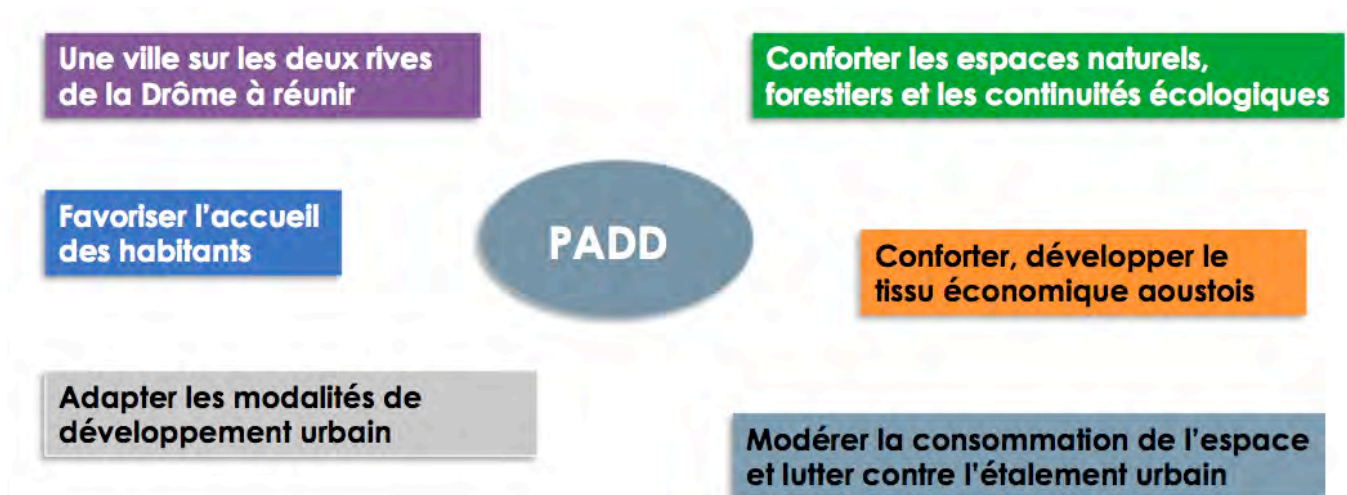 Une ville sur les deux rives
de la Drôme à réunir
Conforter les espaces naturels,
forestiers et les continuités écologiques
Favoriser l'accueil
des habitants
PADD
Conforter, développer le
tissu économique aoustois
Adapter les modalités de
développement urbain
Modérer la consommation de l'espace
et lutter contre l'étalement urbain